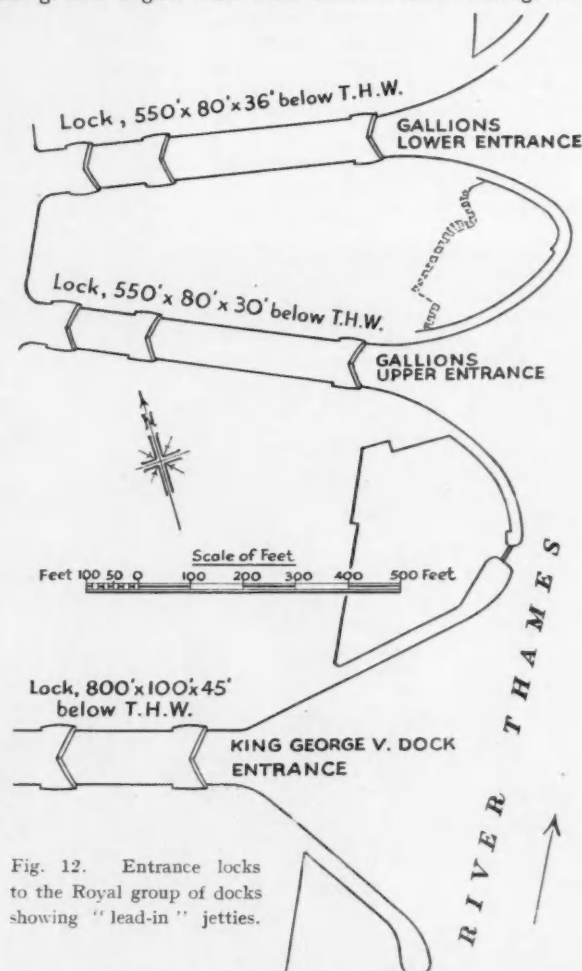 Lock, 550'x 80'x 36' below T.H.W.
GALLIONS
LOWER ENTRANCE
Lock, 550'x 80'x 30' below T.H.W.
GALLIONS
UPPER ENTRANCE
N
Scale of Feet
Feet 100 50 0 100 200 300 400 500 Feet
Lock, 800'x100'x45'
below T.H.W.
KING GEORGE V. DOCK
ENTRANCE
RIVER THAMES
Fig. 12. Entrance locks
to the Royal group of docks
showing " lead-in " jetties.